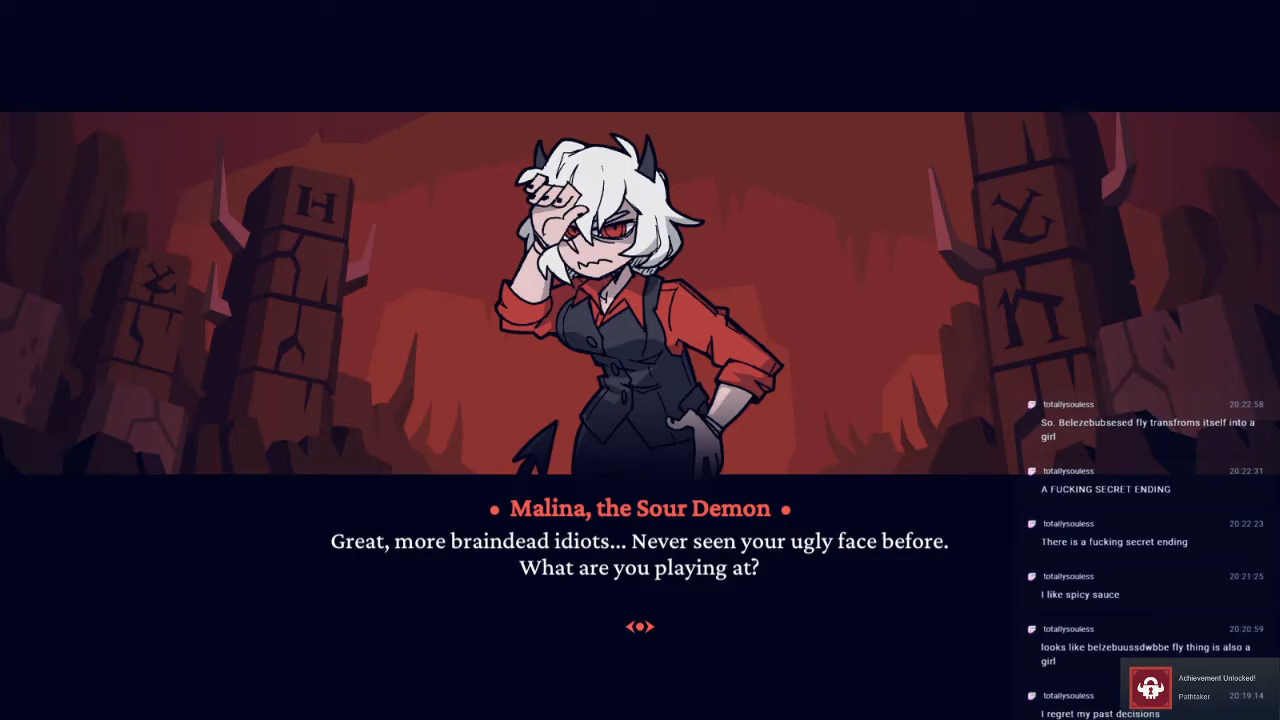 • Malina, the Sour Demon •
Great, more braindead idiots... Never seen your ugly face before.
What are you playing at?
totallysouless 20:22:58
So. Belezebubsesed fly transfroms itself into a
girl
totallysouless 20:22:31
A FUCKING SECRET ENDING
totallysouless 20:22:23
There is a fucking secret ending
totallysouless 20:21:25
I like spicy sauce
totallysouless 20:20:59
looks like belzebuussdwbbe fly thing is also a
girl
totallysouless 20:19:14
I regret my past decisions
Achievement Unlocked!
Pathtaker